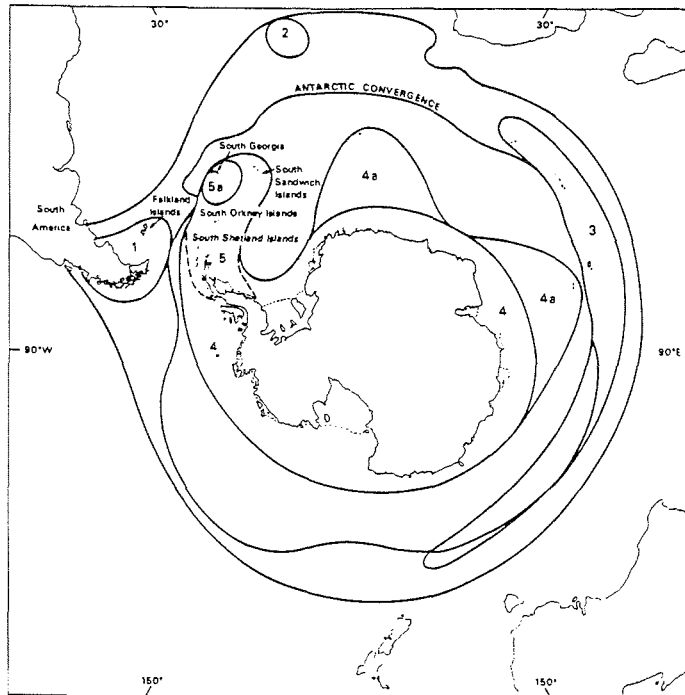 30°
30°
2
ANTARCTIC CONVERGENCE
South Georgia
4a
South
Sandwich
Islands
5a
Falkland
Islands
South
America
South Orkney Islands
3
1
South Shetland Islands
5
4
4a
4
90°W
90°E
150°
150°